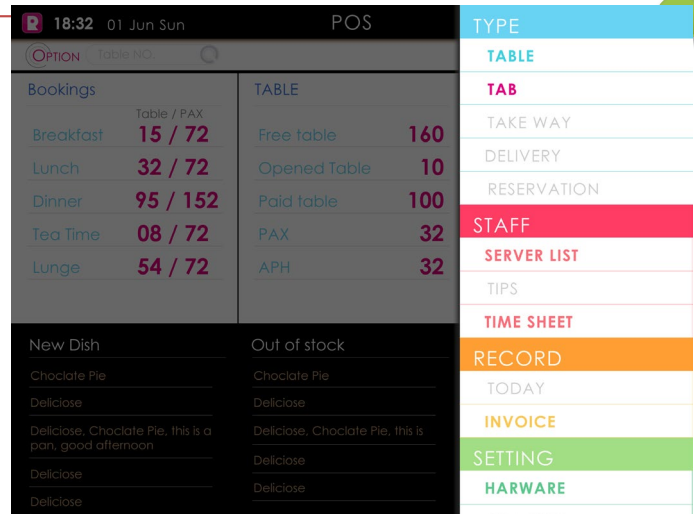 R 18:32 01 Jun Sun
POS
OPTION Table NO.
Bookings
Table / PAX
Breakfast 15 / 72
Lunch 32 / 72
Dinner 95 / 152
Tea Time 08 / 72
Lunge 54 / 72
TABLE
Free table 160
Opened Table 10
Paid table 100
PAX 32
APH 32
New Dish
Choclate Pie
Deliciose
Deliciose, Choclate Pie, this is a
pan, good afternoon
Deliciose
Deliciose
Out of stock
Choclate Pie
Deliciose
Deliciose, Choclate Pie, this is
Deliciose
Deliciose
TYPE
TABLE
TAB
TAKE WAY
DELIVERY
RESERVATION
STAFF
SERVER LIST
TIPS
TIME SHEET
RECORD
TODAY
INVOICE
SETTING
HARWARE